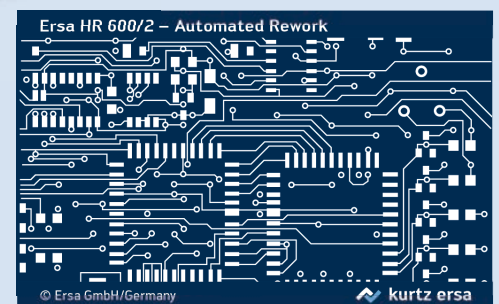 Ersa HR 600/2 – Automated Rework
© Ersa GmbH/Germany
kurtz ersa